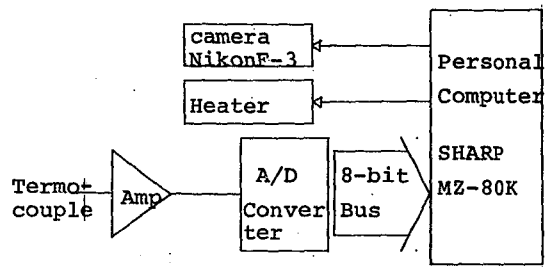 camera
NikonF-3
Heater
Personal
Computer
SHARP
MZ-80K
Termo-
couple
Amp
A/D
Conver
ter
8-bit
Bus